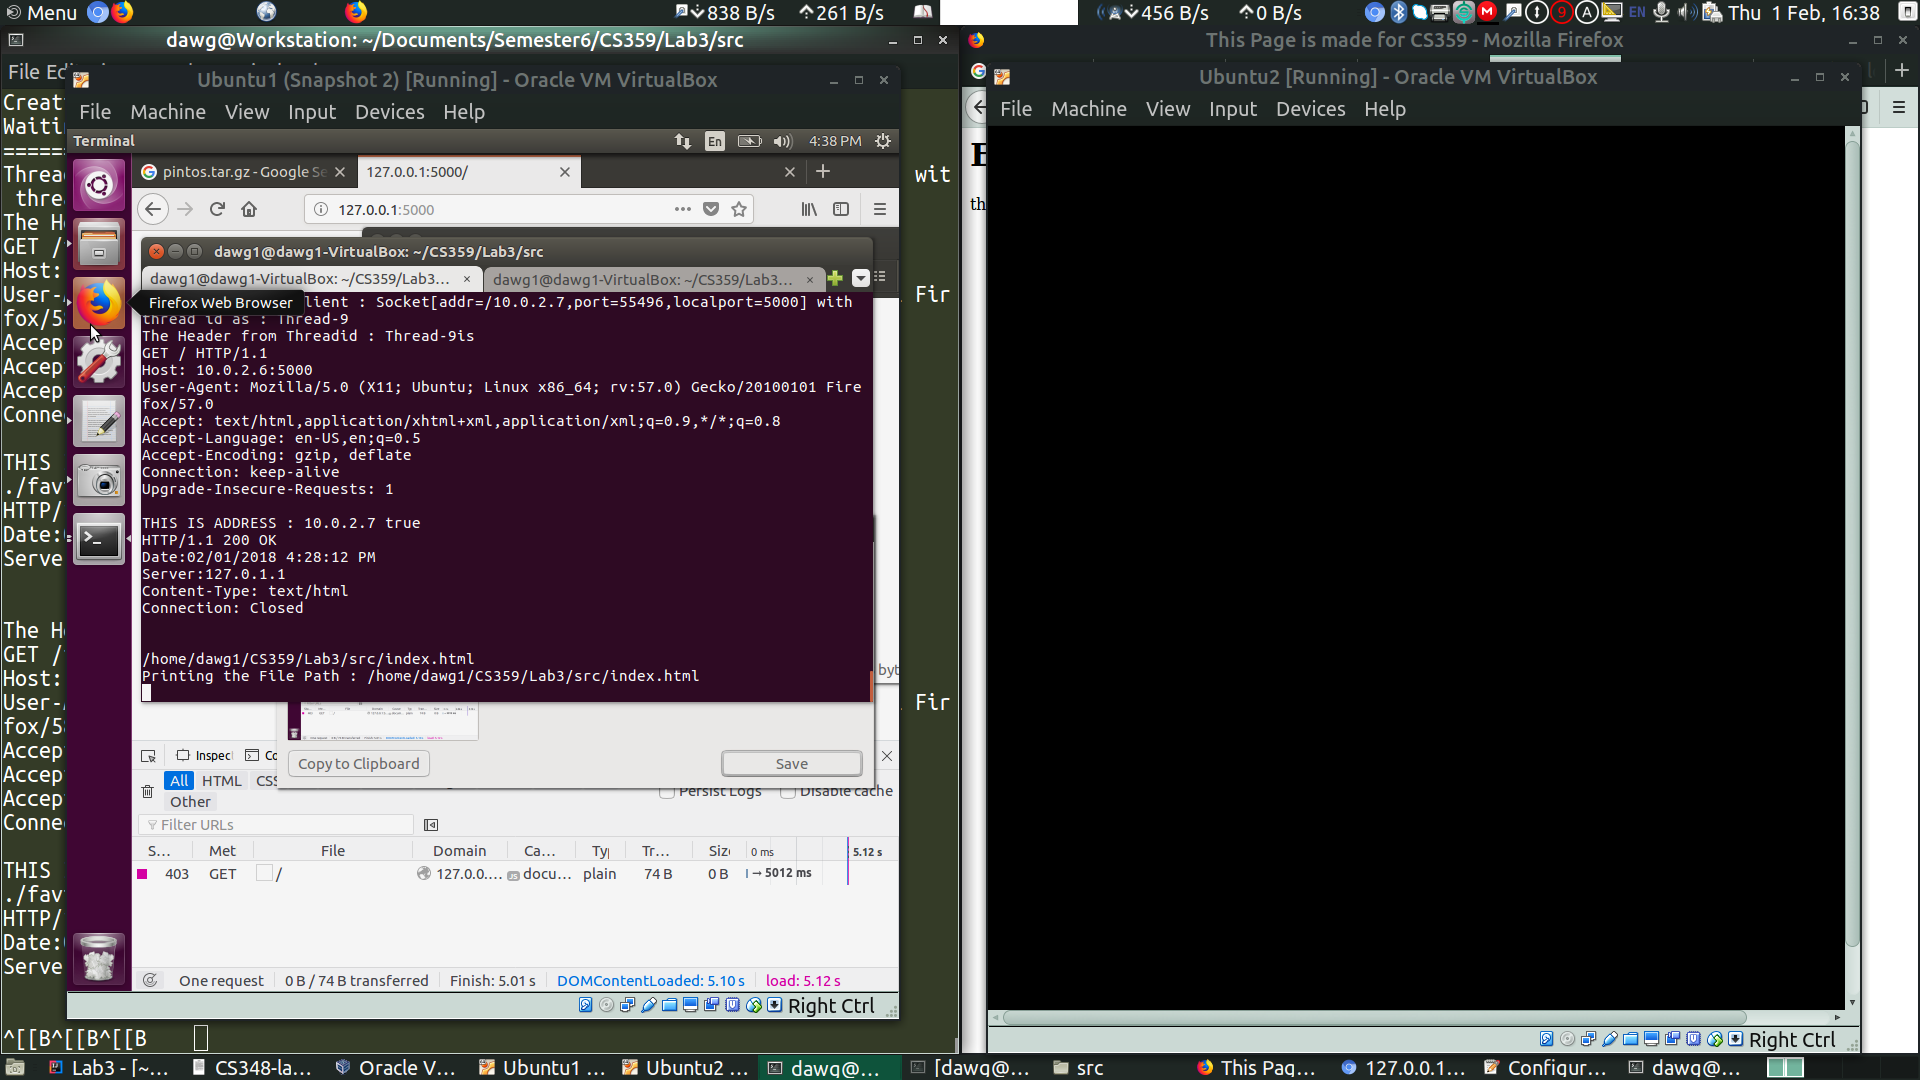 Menu
838 B/s
261 B/s
456 B/s
0 B/s
9
A
M
EN
Thu 1 Feb, 16:38
dawg@Workstation: ~/Documents/Semester6/CS359/Lab3/src
This Page is made for CS359 - Mozilla Firefox
File
Ubuntu1 (Snapshot 2) [Running] - Oracle VM VirtualBox
File Machine View Input Devices Help
Ubuntu2 [Running] - Oracle VM VirtualBox
File Machine View Input Devices Help
Terminal
En
4:38 PM
pintos.tar.gz - Google Se
127.0.0.1:5000/
127.0.0.1:5000
dawg1@dawg1-VirtualBox: ~/CS359/Lab3/src
dawg1@dawg1-VirtualBox: ~/CS359/Lab3...
dawg1@dawg1-VirtualBox: ~/CS359/Lab3...
Firefox Web Browser
lient : Socket[addr=/10.0.2.7,port=55496,localport=5000] with
thread id as : Thread-9
The Header from Threadid : Thread-9is
GET / HTTP/1.1
Host: 10.0.2.6:5000
User-Agent: Mozilla/5.0 (X11; Ubuntu; Linux x86_64; rv:57.0) Gecko/20100101 Fire
fox/57.0
Accept: text/html,application/xhtml+xml,application/xml;q=0.9,*/*;q=0.8
Accept-Language: en-US,en;q=0.5
Accept-Encoding: gzip, deflate
Connection: keep-alive
Upgrade-Insecure-Requests: 1
THIS IS ADDRESS : 10.0.2.7 true
HTTP/1.1 200 OK
Date:02/01/2018 4:28:12 PM
Server:127.0.1.1
Content-Type: text/html
Connection: Closed
/home/dawg1/CS359/Lab3/src/index.html
Printing the File Path : /home/dawg1/CS359/Lab3/src/index.html
byt
Copy to Clipboard
Save
Inspec
Co
All HTML CSS
Other
Persist Logs
Disable cache
Filter URLs
S... Met File Domain Ca... Ty Tr... Siz 0 ms 5.12 s
403 GET / 127.0.0.... docu... plain 74 B 0 B → 5012 ms
One request 0 B / 74 B transferred Finish: 5.01 s DOMContentLoaded: 5.10 s load: 5.12 s
Right Ctrl
Right Ctrl
Creat
Waiti
======
Threa
wit
threa
The He
GET /
Host:
User-
Fir
fox/58
Accep
Accep
Accep
Conne
THIS
./fav
HTTP/
Date:
Serve
The He
GET /
Host:
User-
Fir
fox/58
Accep
Accep
Accep
Conne
THIS
./fav
HTTP/
Date:
Serve
^[[B^[[B^[[B
th
Lab3 - [~...
CS348-la...
Oracle V...
Ubuntu1 ...
Ubuntu2 ...
dawg@...
[dawg@...
src
This Pag...
127.0.0.1...
Configur...
dawg@...